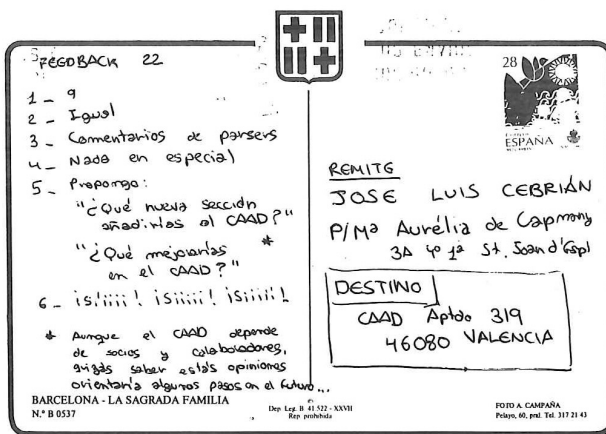 FEEDBACK 22
1 - 9
2 - Igual
3 - Comentarios de parsers
4 - Nada en especial
5 - Propongo:
"¿Qué nueva sección
añadirías al CAAD?"
"¿Qué mejorarías *
en el CAAD?"
6 - ¡Síiiii! ¡Síiiii! ¡Síiiii!
* Aunque el CAAD depende
de socios y colaboradores,
quizás saber estas opiniones
orientaría algunos pasos en el futuro...
BARCELONA - LA SAGRADA FAMILIA
N.º B 0537
Dep. Leg. B. 41.522 - XXVII
Rep. prohibida
28
ESPAÑA
REMITE
JOSE LUIS CEBRIÁN
P/Mª Aurélia de Capmany
3A 4º 1ª St. Joan d'Espí
DESTINO
CAAD Aptdo 319
46080 VALENCIA
FOTO A. CAMPAÑA
Pelayo, 60, pral. Tel. 317 21 43